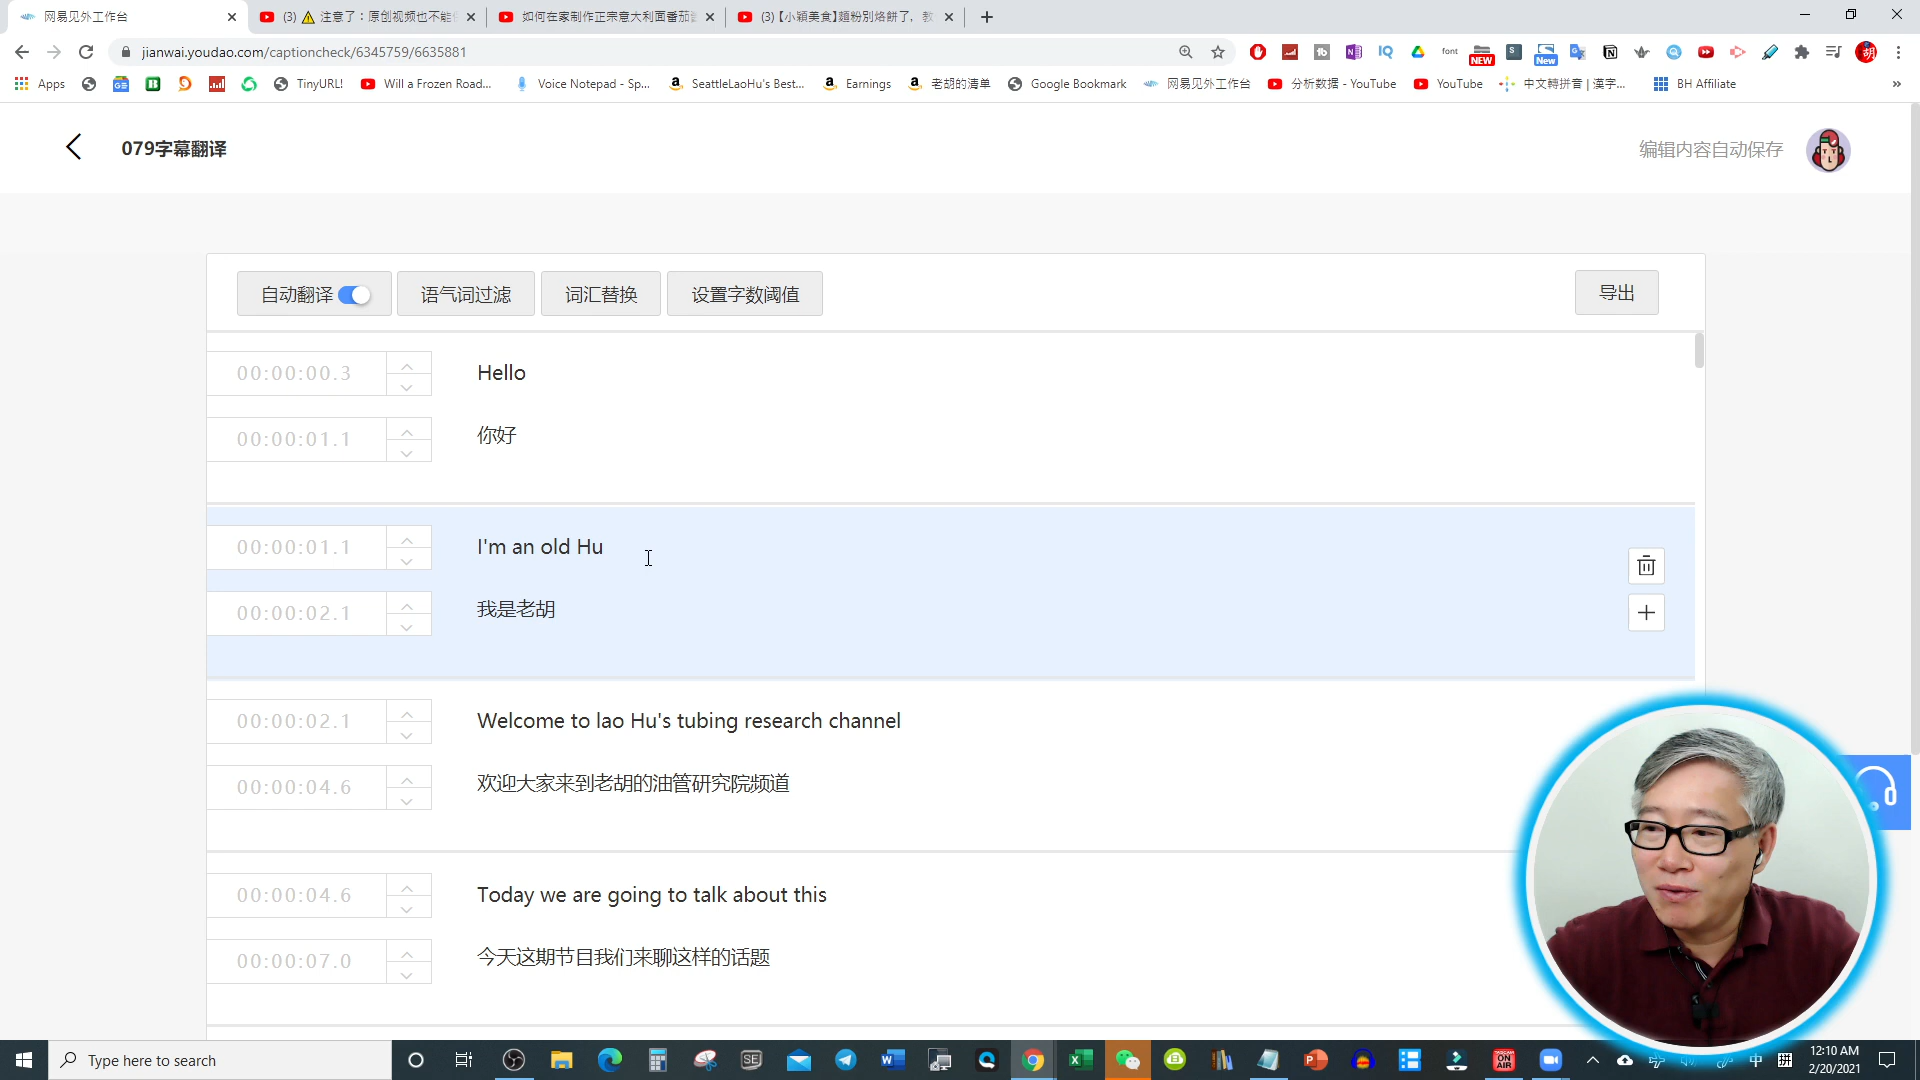 网易见外工作台
(3) ⚠ 注意了：原创视频也不能
如何在家制作正宗意大利面番茄
(3)【小穎美食】麵粉別烙餅了，教
jianwai.youdao.com/captioncheck/6345759/6635881
font
NEW
New
Apps
TinyURL!
Will a Frozen Road...
Voice Notepad - Sp...
SeattleLaoHu's Best...
Earnings
老胡的清单
Google Bookmark
网易见外工作台
分析数据 - YouTube
YouTube
中文轉拼音 | 漢字...
BH Affiliate
»
079字幕翻译
编辑内容自动保存
自动翻译
语气词过滤
词汇替换
设置字数阈值
导出
00:00:00.3
Hello
00:00:01.1
你好
00:00:01.1
I'm an old Hu
00:00:02.1
我是老胡
00:00:02.1
Welcome to lao Hu's tubing research channel
00:00:04.6
欢迎大家来到老胡的油管研究院频道
00:00:04.6
Today we are going to talk about this
00:00:07.0
今天这期节目我们来聊这样的话题
Type here to search
SE
ON AIR
中
拼
12:10 AM
2/20/2021